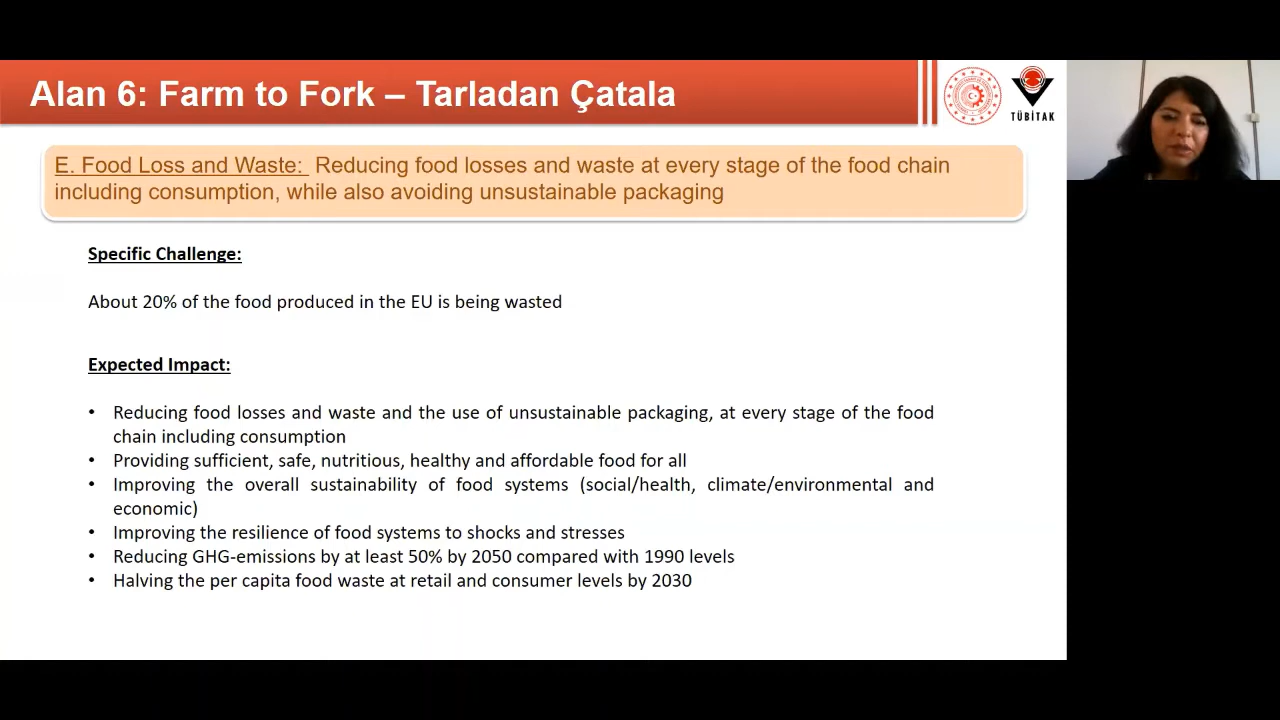 Alan 6: Farm to Fork – Tarladan Çatala
TÜBİTAK
E. Food Loss and Waste: Reducing food losses and waste at every stage of the food chain
including consumption, while also avoiding unsustainable packaging
Specific Challenge:
About 20% of the food produced in the EU is being wasted
Expected Impact:
• Reducing food losses and waste and the use of unsustainable packaging, at every stage of the food
chain including consumption
• Providing sufficient, safe, nutritious, healthy and affordable food for all
• Improving the overall sustainability of food systems (social/health, climate/environmental and
economic)
• Improving the resilience of food systems to shocks and stresses
• Reducing GHG-emissions by at least 50% by 2050 compared with 1990 levels
• Halving the per capita food waste at retail and consumer levels by 2030